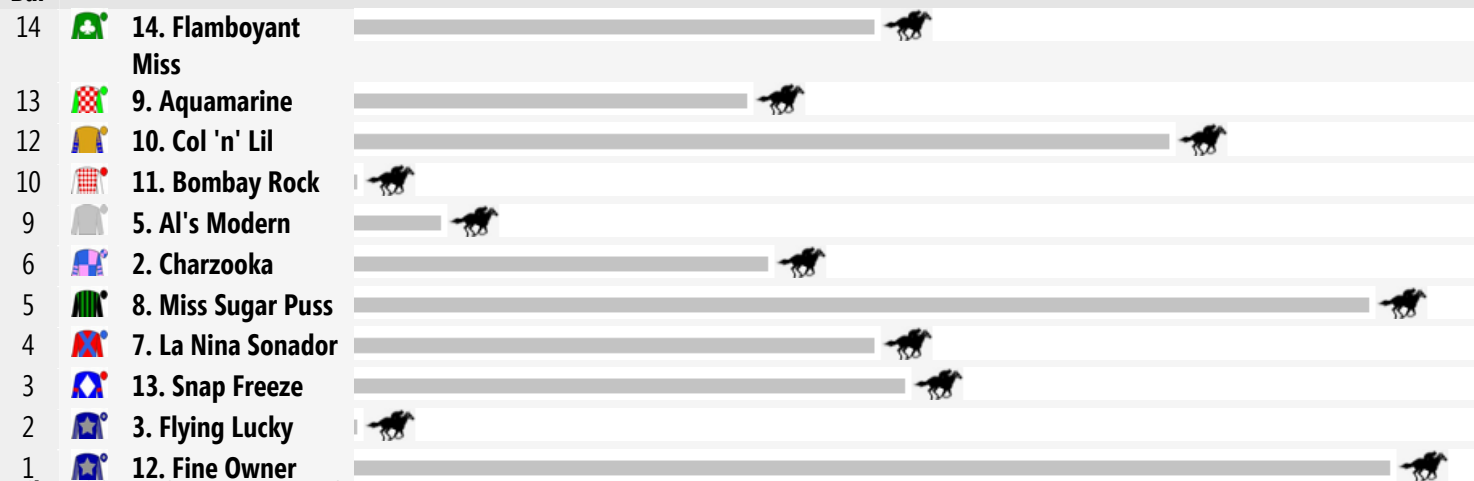 14 14. Flamboyant
Miss
13 9. Aquamarine
12 10. Col 'n' Lil
10 11. Bombay Rock
9 5. Al's Modern
6 2. Charzooka
5 8. Miss Sugar Puss
4 7. La Nina Sonador
3 13. Snap Freeze
2 3. Flying Lucky
1 12. Fine Owner